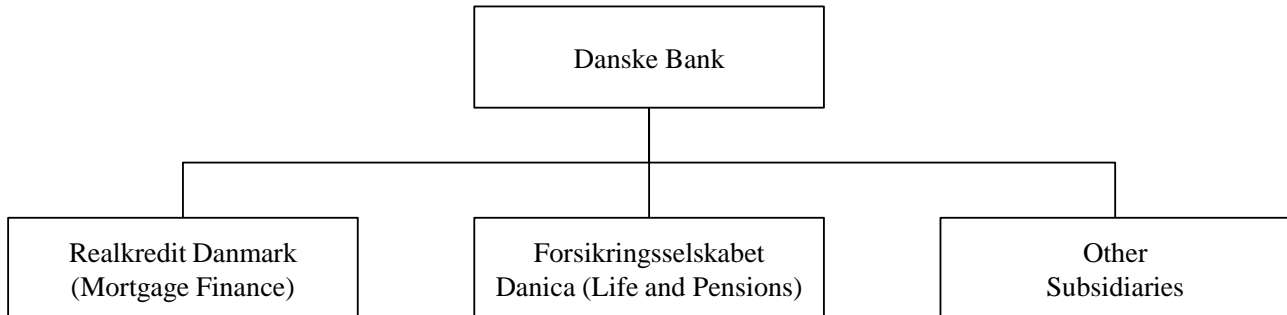 Danske Bank
Realkredit Danmark
(Mortgage Finance)
Forsikringsselskabet
Danica (Life and Pensions)
Other
Subsidiaries